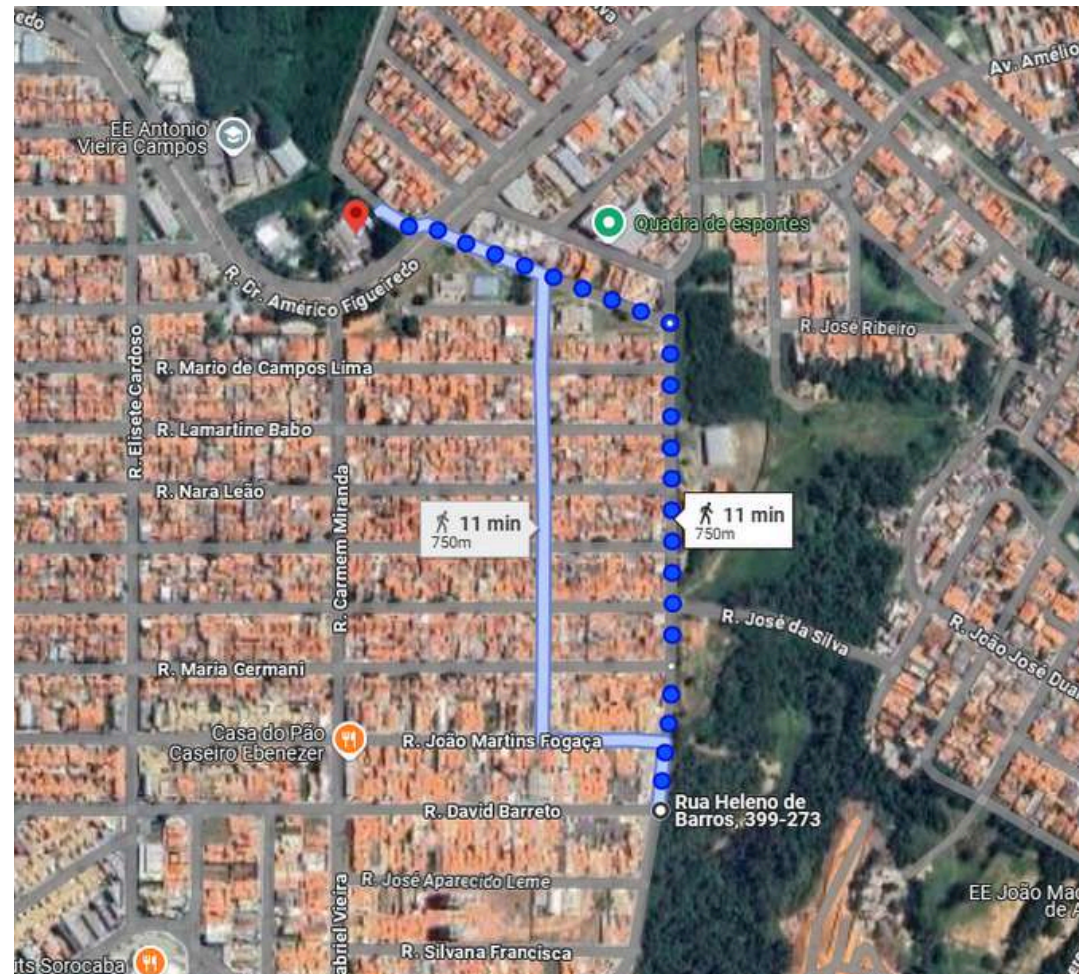 edo
Av. Amélio
EE Antonio
Vieira Campos
Quadra de esportes
R. Dr. Américo Figueiredo
R. José Ribeiro
R. Elisete Cardoso
R. Mario de Campos Lima
R. Lamartine Babo
R. Nara Leão
R. Carmem Miranda
11 min
750m
11 min
750m
R. José da Silva
R. João José Dua
R. Maria Germani
Casa do Pão
Caseiro Ebenezer
R. João Martins Fogaça
R. David Barreto
Rua Heleno de
Barros, 399-273
R. José Aparecido Leme
abriel Vieira
EE João Mac
de A
R. Silvana Francisca
uts Sorocaba